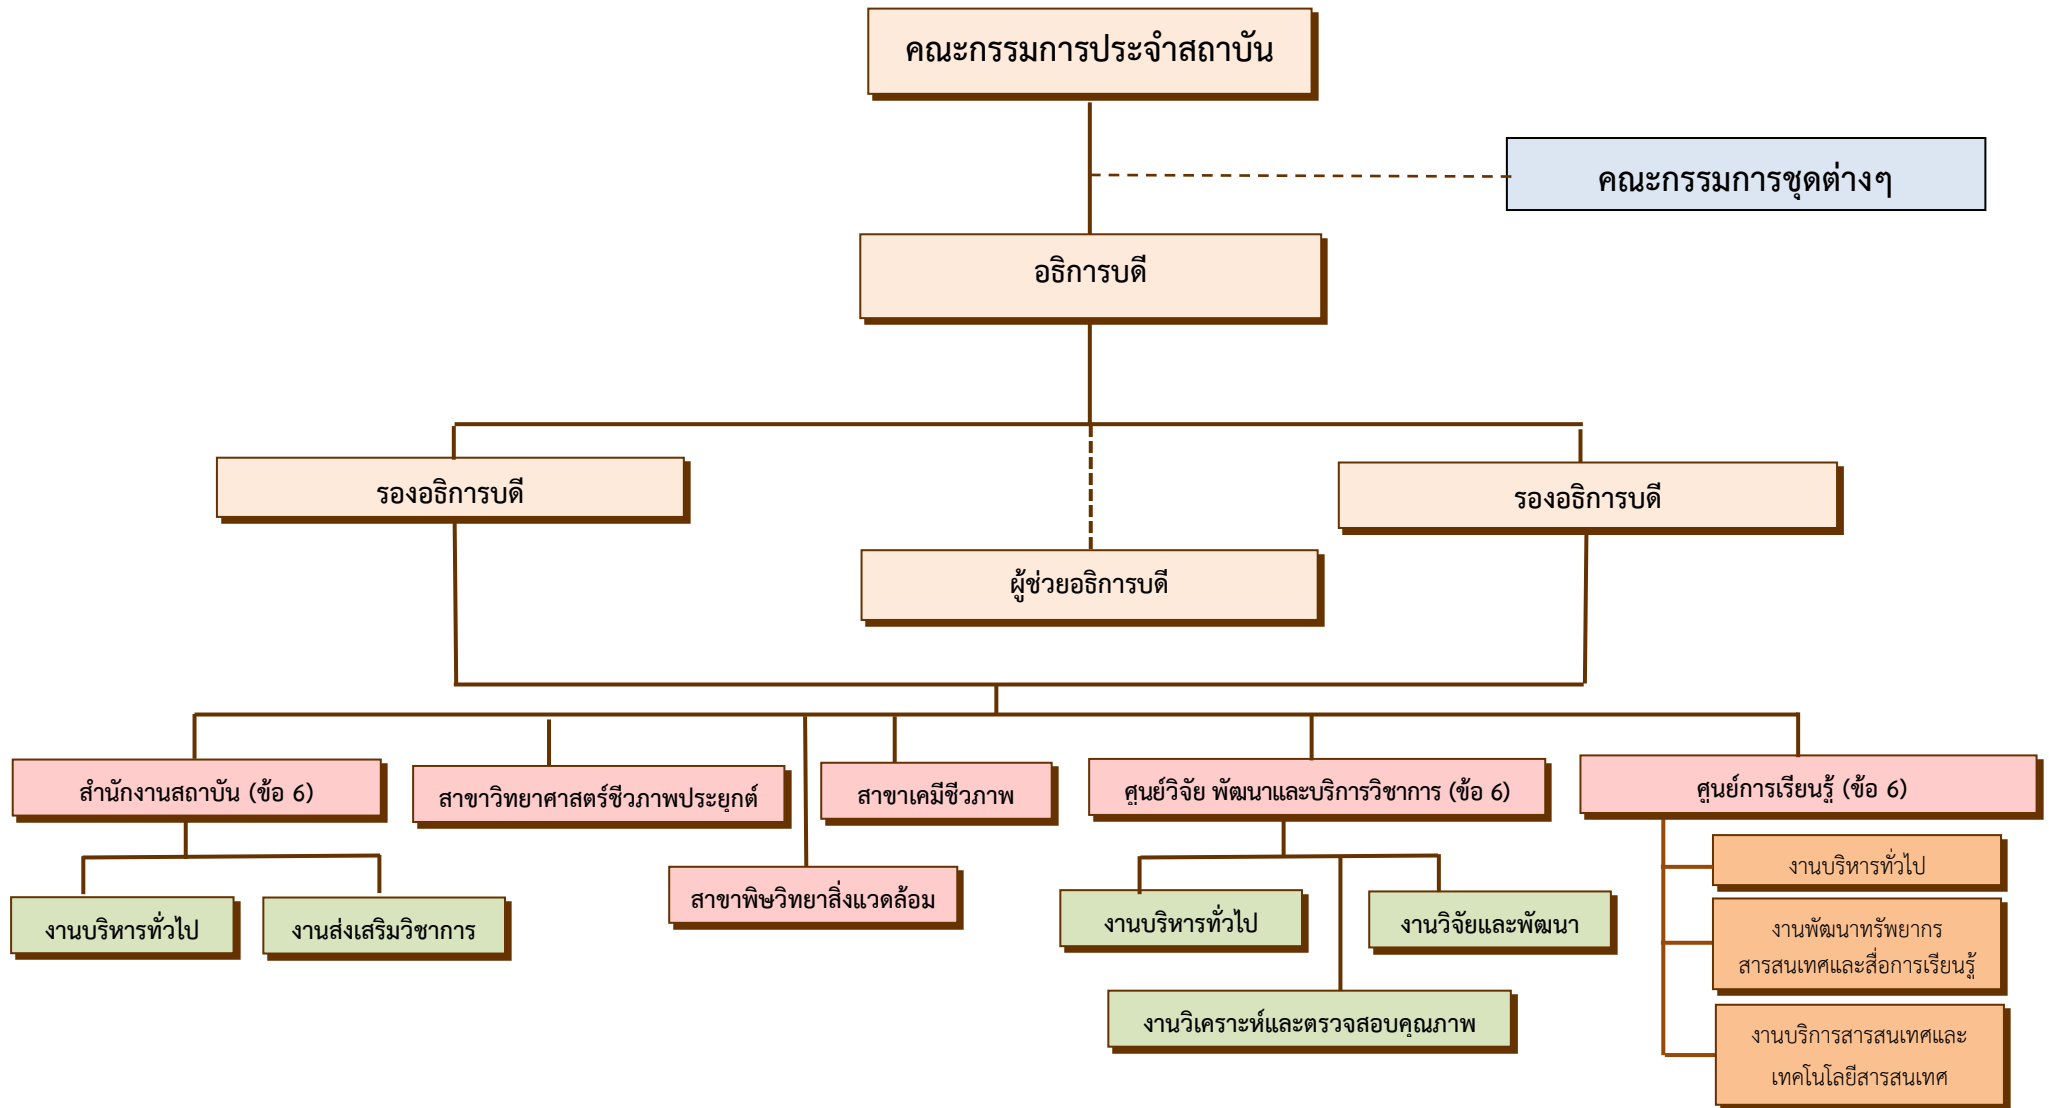 คณะกรรมการประจำสถาบัน
คณะกรรมการชุดต่างๆ
อธิการบดี
รองอธิการบดี
รองอธิการบดี
ผู้ช่วยอธิการบดี
สำนักงานสถาบัน (ข้อ 6)
สาขาวิทยาศาสตร์ชีวภาพประยุกต์
สาขาเคมีชีวภาพ
ศูนย์วิจัย พัฒนาและบริการวิชาการ (ข้อ 6)
ศูนย์การเรียนรู้ (ข้อ 6)
สาขาพิษวิทยาสิ่งแวดล้อม
งานบริหารทั่วไป
งานส่งเสริมวิชาการ
งานบริหารทั่วไป
งานวิจัยและพัฒนา
งานวิเคราะห์และตรวจสอบคุณภาพ
งานบริหารทั่วไป
งานพัฒนาทรัพยากร
สารสนเทศและสื่อการเรียนรู้
งานบริการสารสนเทศและ
เทคโนโลยีสารสนเทศ